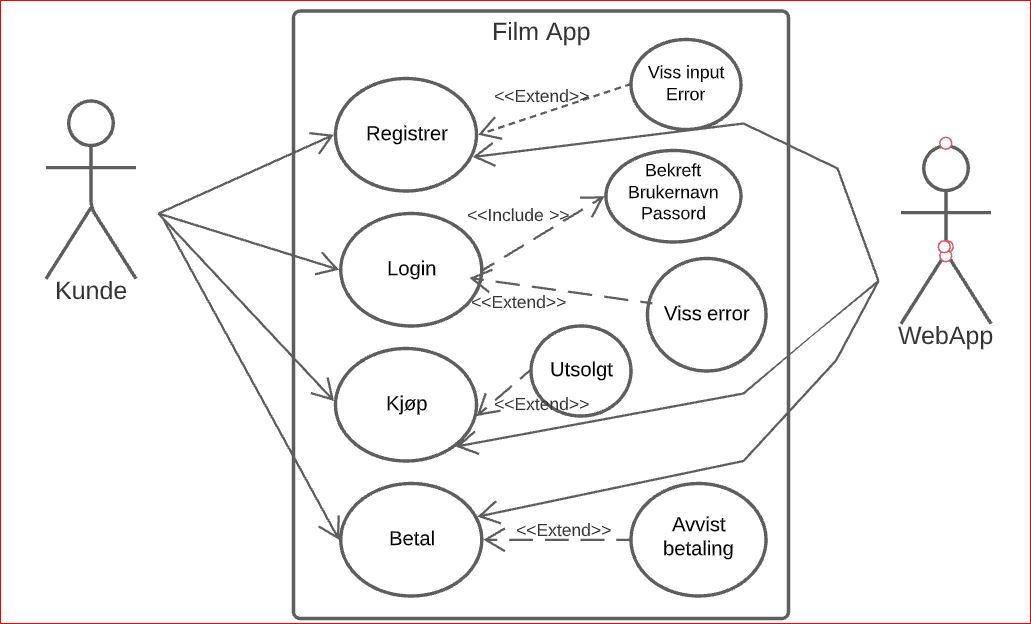 Film App
Viss input
Error
<<Extend>>
Registrer
Bekreft
Brukernavn
Passord
<<Include >>
Login
<<Extend>>
Viss error
Kunde
WebApp
Utsolgt
Kjøp
<<Extend>>
Avvist
betaling
<<Extend>>
Betal